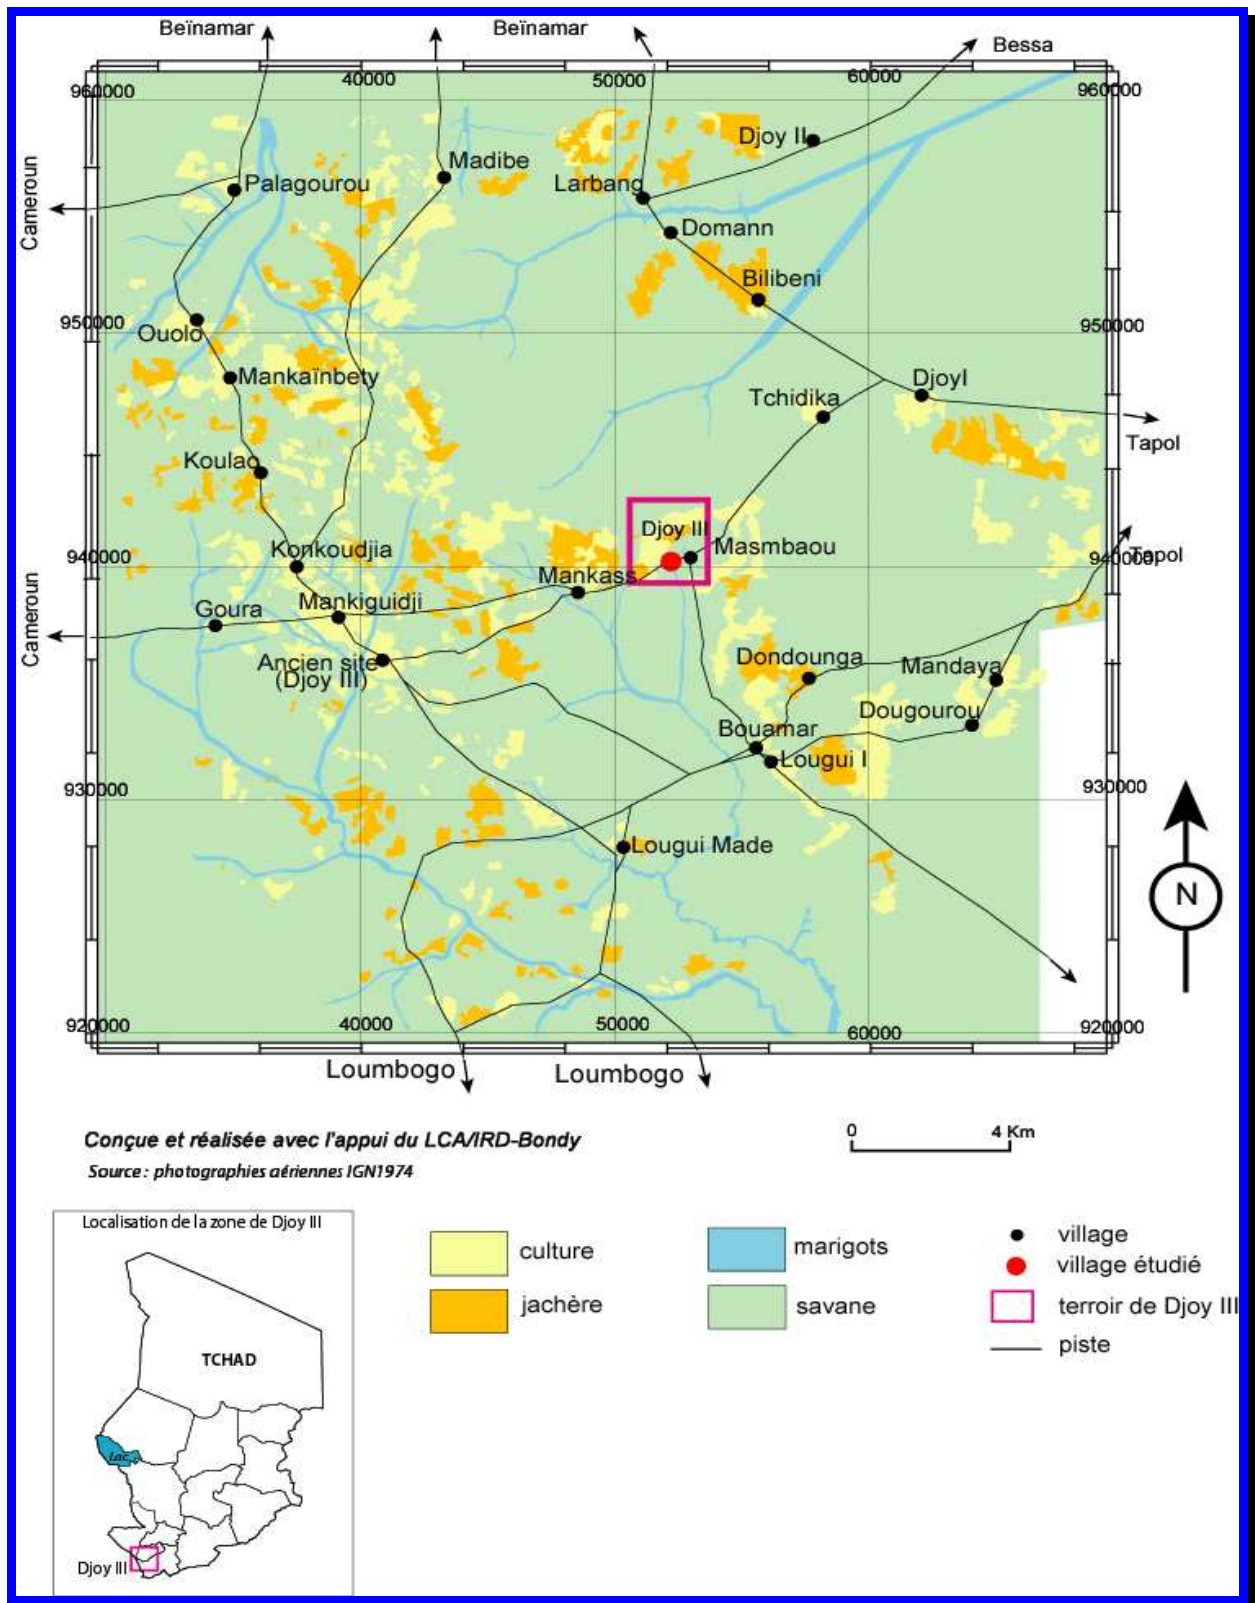 Beïnamar
Beïnamar
Bessa
40000
50000
60000
960000
960000
Djoy II
Madibe
Cameroun
Palagourou
Larbang
Domann
Bilibeni
950000
950000
Ouolo
Mankaïnbety
DjoyI
Tchidika
Tapol
Koulao
Djoy III
Masmbaou
Konkoudjia
940000
940000
Tapol
Mankass
Cameroun
Goura
Mankiguidji
Ancien site
(Djoy III)
Dondounga
Mandaya
Dougourou
Bouamar
Lougui I
930000
930000
Lougui Made
920000
40000
50000
60000
920000
Loumbogo
Loumbogo
Conçue et réalisée avec l'appui du LCA/IRD-Bondy
0
4 Km
Source : photographies aériennes IGN1974
Localisation de la zone de Djoy III
TCHAD
Lac
Djoy III
culture
jachère
marigots
savane
village
village étudié
terroir de Djoy III
piste
N